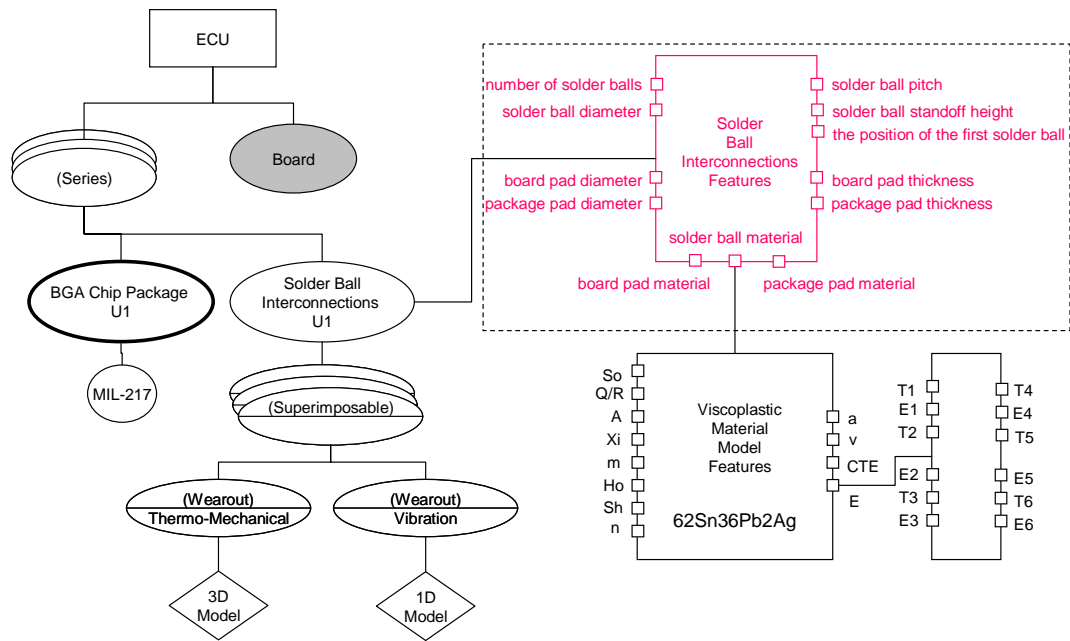 ECU
(Series)
Board
BGA Chip Package
U1
MIL-217
Solder Ball
Interconnections
U1
(Superimposable)
(Wearout)
Thermo-Mechanical
(Wearout)
Vibration
3D
Model
1D
Model
number of solder balls
solder ball diameter
board pad diameter
package pad diameter
Solder
Ball
Interconnections
Features
solder ball pitch
solder ball standoff height
the position of the first solder ball
board pad thickness
package pad thickness
solder ball material
board pad material
package pad material
So
Q/R
A
Xi
m
Ho
Sh
n
Viscoplastic
Material
Model
Features
62Sn36Pb2Ag
a
v
CTE
E
T1
E1
T2
E2
T3
E3
T4
E4
T5
E5
T6
E6